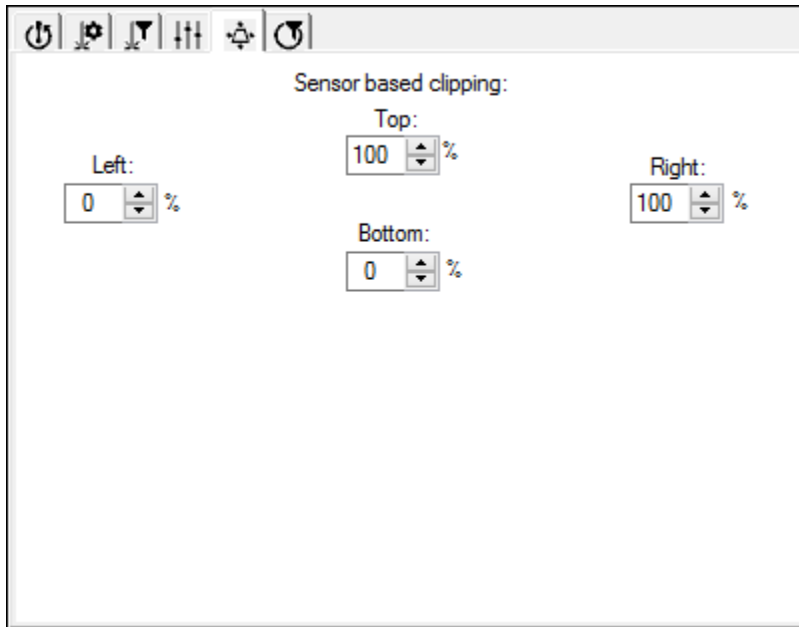 Sensor based clipping:
Top:
100 %
Left:
0 %
Right:
100 %
Bottom:
0 %